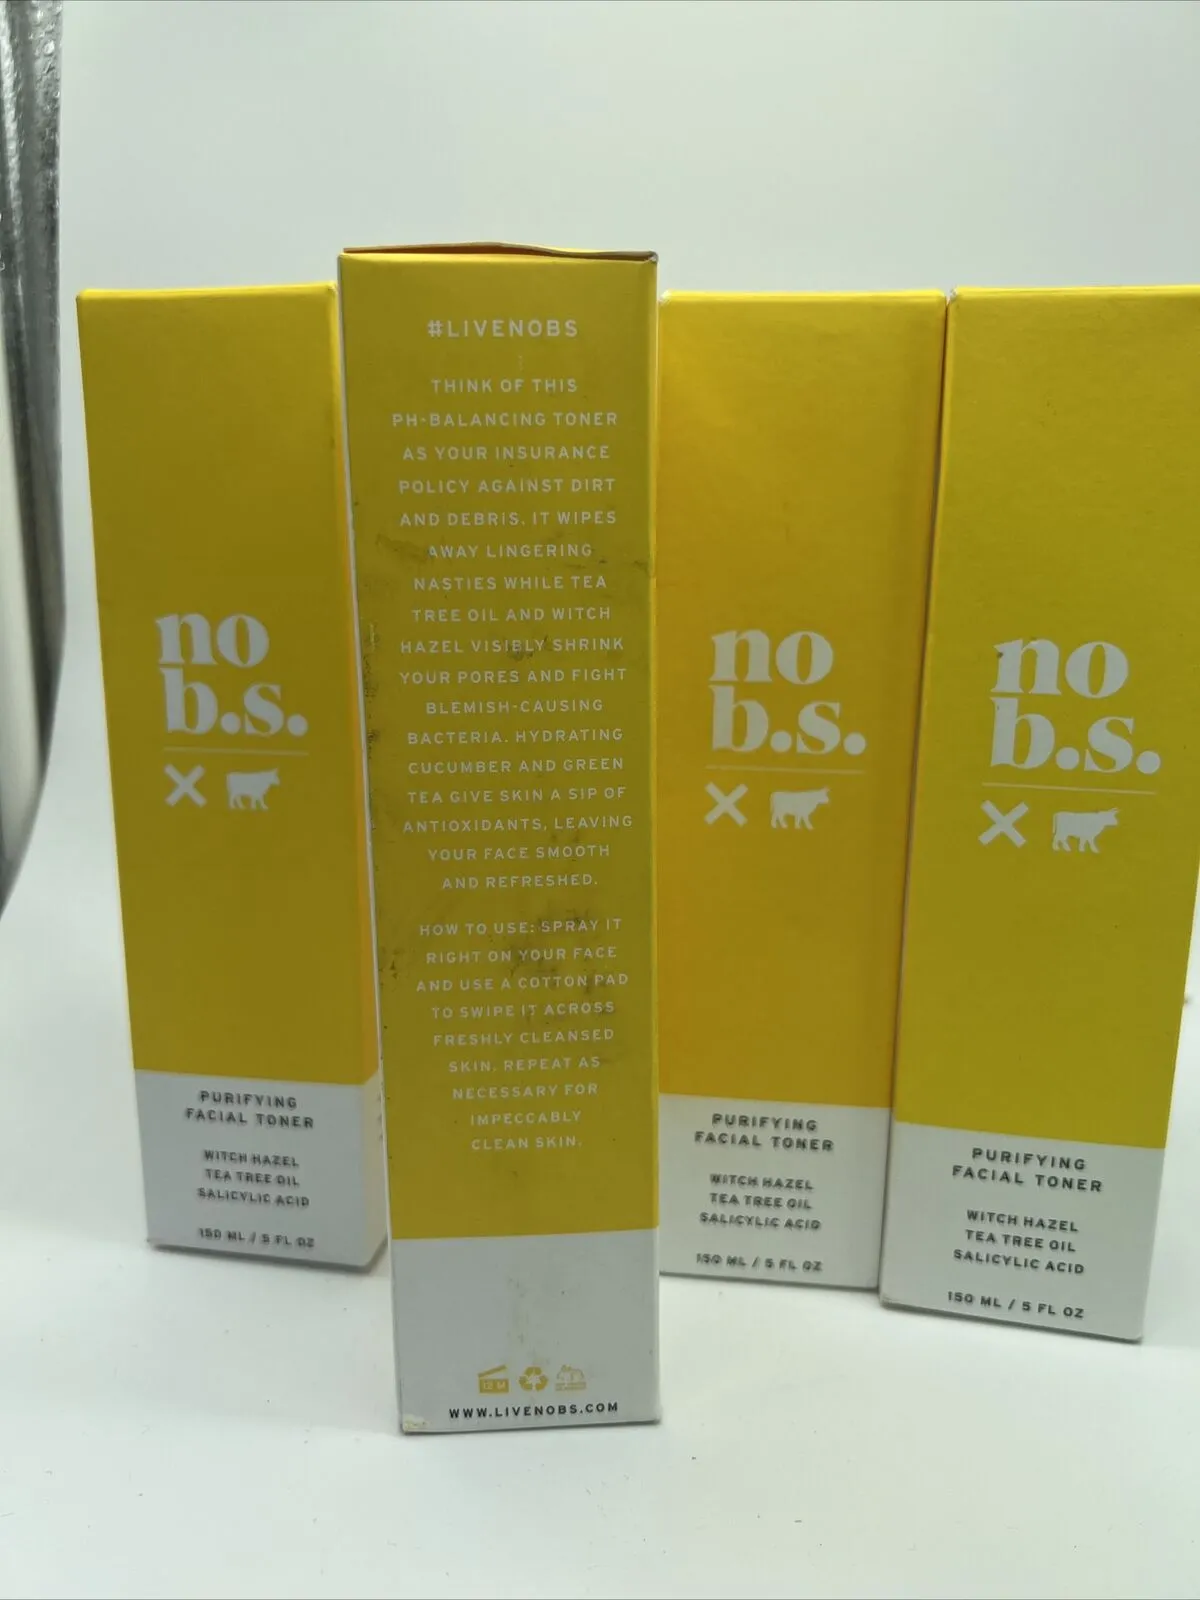 no
b.s.
PURIFYING
FACIAL TONER
WITCH HAZEL
TEA TREE OIL
SALICYLIC ACID
150 ML / 5 FL OZ
#LIVENOBS
THINK OF THIS
PH-BALANCING TONER
AS YOUR INSURANCE
POLICY AGAINST DIRT
AND DEBRIS. IT WIPES
AWAY LINGERING
NASTIES WHILE TEA
TREE OIL AND WITCH
HAZEL VISIBLY SHRINK
YOUR PORES AND FIGHT
BLEMISH-CAUSING
BACTERIA. HYDRATING
CUCUMBER AND GREEN
TEA GIVE SKIN A SIP OF
ANTIOXIDANTS, LEAVING
YOUR FACE SMOOTH
AND REFRESHED.
HOW TO USE: SPRAY IT
RIGHT ON YOUR FACE
AND USE A COTTON PAD
TO SWIPE IT ACROSS
FRESHLY CLEANSED
SKIN. REPEAT AS
NECESSARY FOR
IMPECCABLY
CLEAN SKIN.
12 M
WWW.LIVENOBS.COM
no
b.s.
PURIFYING
FACIAL TONER
WITCH HAZEL
TEA TREE OIL
SALICYLIC ACID
150 ML / 5 FL OZ
no
b.s.
PURIFYING
FACIAL TONER
WITCH HAZEL
TEA TREE OIL
SALICYLIC ACID
150 ML / 5 FL OZ